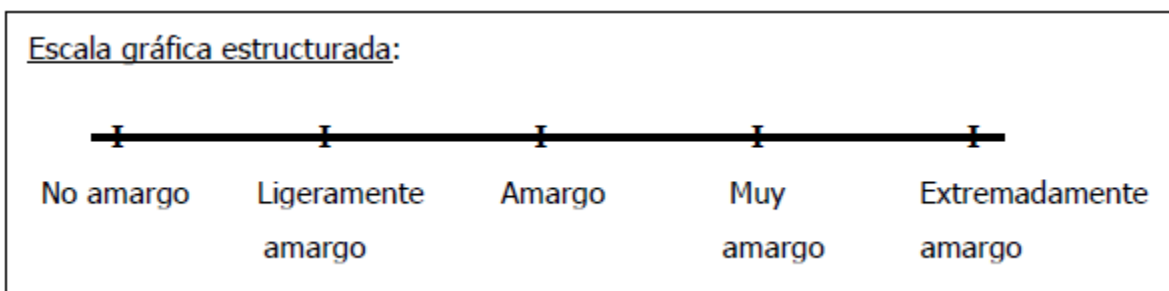 Escala gráfica estructurada:
I I I I I
No amargo Ligeramente Amargo Muy Extremadamente
amargo amargo amargo